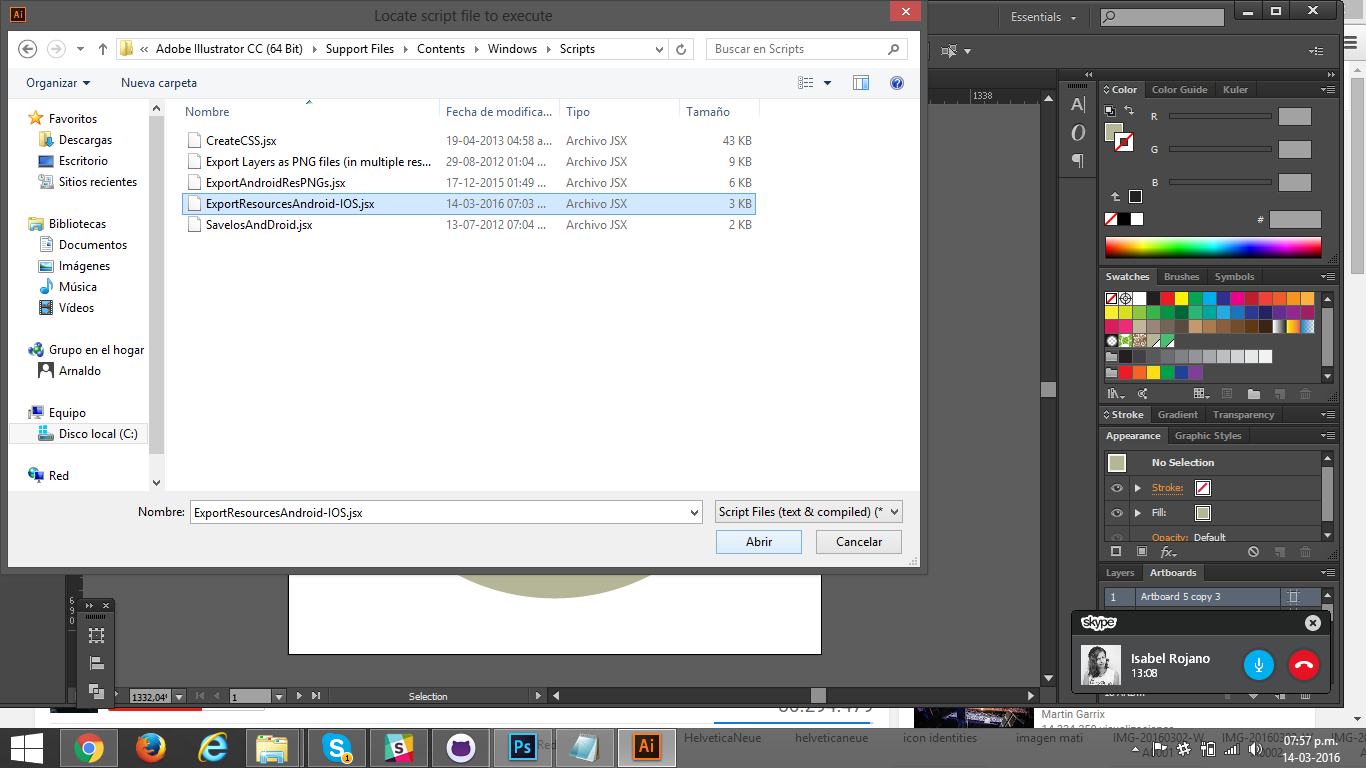 Ai
Locate script file to execute
Essentials
« Adobe Illustrator CC (64 Bit)
Support Files
Contents
Windows
Scripts
Buscar en Scripts
Organizar
Nueva carpeta
Nombre
Fecha de modifica...
Tipo
Tamaño
CreateCSS.jsx
19-04-2013 04:58 a...
Archivo JSX
43 KB
Export Layers as PNG files (in multiple res...
29-08-2012 01:04 ...
Archivo JSX
9 KB
ExportAndroidResPNGs.jsx
17-12-2015 01:49 ...
Archivo JSX
6 KB
ExportResourcesAndroid-IOS.jsx
14-03-2016 07:03 ...
Archivo JSX
3 KB
SaveIosAndDroid.jsx
13-07-2012 07:04 ...
Archivo JSX
2 KB
Favoritos
Descargas
Escritorio
Sitios recientes
Bibliotecas
Documentos
Imágenes
Música
Vídeos
Grupo en el hogar
Arnaldo
Equipo
Disco local (C:)
Red
Nombre:
ExportResourcesAndroid-IOS.jsx
Script Files (text & compiled) (*
Abrir
Cancelar
1338
Color
Color Guide
Kuler
R
G
B
#
Swatches
Brushes
Symbols
Stroke
Gradient
Transparency
Appearance
Graphic Styles
No Selection
Stroke:
Fill:
Opacity: Default
fx
Layers
Artboards
1
Artboard 5 copy 3
skype
Isabel Rojano
13:08
6
9
0
1
Selection
Martin Garrix
HelveticaNeue
helveticaneue
icon identities
imagen mati
IMG-20160302-W
Ps
Ai
07:57 p.m.
14-03-2016